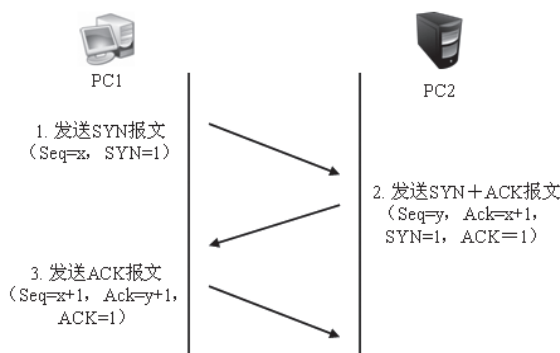 PC1
PC2
1. 发送SYN报文
（Seq=x，SYN=1）
2. 发送SYN＋ACK报文
（Seq=y，Ack=x+1，
SYN=1，ACK＝1）
3. 发送ACK报文
（Seq=x+1，Ack=y+1，
ACK=1）